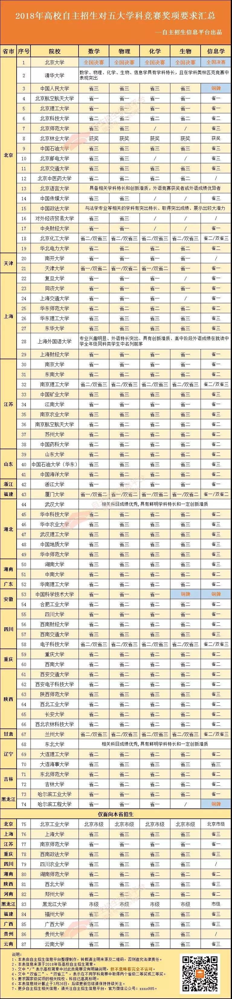 2018年高校自主招生对五大学科竞赛奖项要求汇总
---自主招生信息平台出品
省市 序号 院校 数学 物理 化学 生物 信息学
北京
1 北京大学 全国决赛 全国决赛 全国决赛 全国决赛 全国决赛
2 清华大学 数学、物理、化学、生物、信息学具有学科特长，且在学科奥林匹克竞赛中
表现突出
3 中国人民大学 省三 省三 省三 省三 铜牌
4 北京航空航天大学 省一 省一 省一 省一 省一
5 北京理工大学 省一 省一 省一 省一 省一
6 北京科技大学 省二 省二 省二 省二 省二
7 北京师范大学 省三 省三 / / 省三
8 北京林业大学 获奖 获奖 获奖 获奖 获奖
9 中国石油大学 省三 省三 省三 省三 省三
10 北京邮电大学 省三 省三 / / 省三
11 北京交通大学 省三 省三 省三 省三 省三
12 北京中医药大学 省二 省二 省二 省二 /
13 北京语言大学 具备相关学科特长和创新潜质，外语竞赛获奖者或外语成绩优异者
14 中国传媒大学 省三 省三 省三 省三 省三
15 中国政法大学 与法学专业等相关的学科有突出特长、取得突出成绩、展示出较大潜力
16 对外经济贸易大学 省三 省三 / / /
17 中央财经大学 省一 省一 / / 省一
18 北京化工大学 省二/双省三 省二/双省三 省二/双省三 省二/双省三 省二/双省三
19 华北电力大学 省二 省二 省二 省二 省二
天津
20 南开大学 省一 省一 省一 省一 /
21 天津大学 省一/双省二 省一/双省二 省一/双省二 省一 省一
上海
22 复旦大学 省一 省一 省一 / 省一
23 同济大学 省一 省一 省一 省一 省一
24 上海交通大学 省一 省一 省一 / 省一
25 华东师范大学 省二 省二 省二 省二 省二
26 华东理工大学 省三 省三 省三 省三 省三
27 东华大学 省三 省三 省三 省三 省三
28 上海外国语大学 专业兴趣明显、外语特长突出、具有创新潜质、高中阶段外语成绩在就读中
学全年级同科类学生中名列前茅
29 上海财经大学 省一 省一 省一 省一 省一
江苏
30 南京大学 省一 省一 省一 省一 省一
31 东南大学 省二 省二 省二 省二 省二
32 南京理工大学 省二/双省三 省二/双省三 省二/双省三 省二/双省三 省二/双省三
33 中国矿业大学 省三 省三 省三 省三 省三
34 江南大学 省一 省一 省一 省一 省一
35 南京农业大学 省三 省三 省三 省三 省三
36 南京航空航天大学 省二 省二 省二 省二 省二
37 苏州大学 省二 省二 省二 省二 省二
38 中国药科大学 省二 省二 省二 省二 省二
山东
39 山东大学 省二 省二 省二 省二 省二
40 中国石油大学（华东） 省三 省三 省三 省三 省三
41 中国海洋大学 省二 省二 省二 省二 省二
浙江 42 浙江大学 省一 省一 省一 省一 省一
福建 43 厦门大学 省一/双省二 省一/双省二 省一/双省二 省一/双省二 省一/双省二
湖北
44 武汉大学 相关科目成绩优秀,具有鲜明学科特长和一定创新潜质
45 华中科技大学 省二 省二 省二 省二 省二
46 华中农业大学 省三 省三 省三 省三 省三
47 武汉理工大学 省三 省三 省三 省三 省三
48 中国地质大学 省三 省三 省三 省三 省三
49 华中师范大学 省三 省三 省三 省三 省三
湖南
50 湖南大学 省三 省三 省三 省三 省三
51 中南大学 省二 省二 省二 省二 省二
广东 52 华南理工大学 省二 省二 省二 省二 省二
安徽
53 中国科学技术大学 省一 省一 省一 铜牌 铜牌
54 合肥工业大学 省二 省二 省二 省二 省二
四川
55 四川大学 省一 省一 省一 省一 省一
56 西南财经大学 省二 省二 省二 省二 省二
57 西南交通大学 省三 省三 省三 省三 省三
58 电子科技大学 省二/双省三 省二/双省三 省二/双省三 省二/双省三 省二/双省三
重庆
59 重庆大学 省二 省二 省二 省二 省二
60 西南大学 省二 省二 省二 省二 省二
陕西
61 西安交通大学 省二 省二 省二 省二 省二
62 西安电子科技大学 省二 省二 省二 省二 省二
63 陕西师范大学 省三 省三 省三 省三 省三
64 西北工业大学 省二 省二 省二 省二 省二
65 长安大学 省二 省二 省二 省二 省二
66 西北农林科技大学 省二 省二 省二 省二 省二
甘肃 67 兰州大学 省二/双省三 省二/双省三 省二/双省三 省二/双省三 省二/双省三
辽宁
68 东北大学 相关科目成绩优秀,具有鲜明学科特长和一定创新潜质
69 大连理工大学 省二 省二 省二 省二 省二
70 大连海事大学 省三 省三 省三 省三 省三
吉林
71 东北师范大学 省二 省二 省二 省二 省二
72 吉林大学 省二 省二 省二 省二 省二
黑龙江
73 哈尔滨工业大学 省一 省一 省二 省二 省一
74 哈尔滨工程大学 省一 省一 省一 / 铜牌
仅面向本省招生
北京 75 北京工业大学 北京市级 北京市级 北京市级 北京市级 北京市级
上海 76 上海大学 省三 省三 省三 省三 省三
江苏 77 南京师范大学 省一 省一 省一 省一 省一
重庆 78 西南政法大学 省三 省三 省三 省三 省三
四川 79 四川农业大学 省三 省三 省三 省三 /
湖南 80 湖南师范大学 省二 省二 省二 省二 省二
陕西 81 西北大学 省三 省三 省三 省三 省三
河南 82 郑州大学 省二 省二 省二 省二 省二
黑龙江 83 黑龙江大学 市级 市级 市级 市级 市级
福建 84 福州大学 省三 省三 省三 省三 省三
广西 85 广西大学 省三 省三 省三 省三 省三
贵州 86 贵州大学 省三 省三 省三 省三 /
云南 87 云南大学 省三 省三 省三 省三 省三
说明：
1、本表由自主招生信息平台整理制作，转载请注明来源及二维码，否则追究法律责任。
2、本表信息来源于2018年各高校自主招生简章。
3、文中“/”表示高校简章中对此类竞赛没有明确说明，但不意味着完全不认可。
4、文中“双省二”、“双省三”，表示在不同学科竞赛中取得两个省级二等奖或三等奖。
5、要求国家级奖项的相关院校、科目已高亮标明。
6、本表信息统计截止于3月26日，后续更新总结请保持持续关注。
7、更多自主招生相关信息，请关注自主招生信息平台，官方微信公众号：zzzs985。